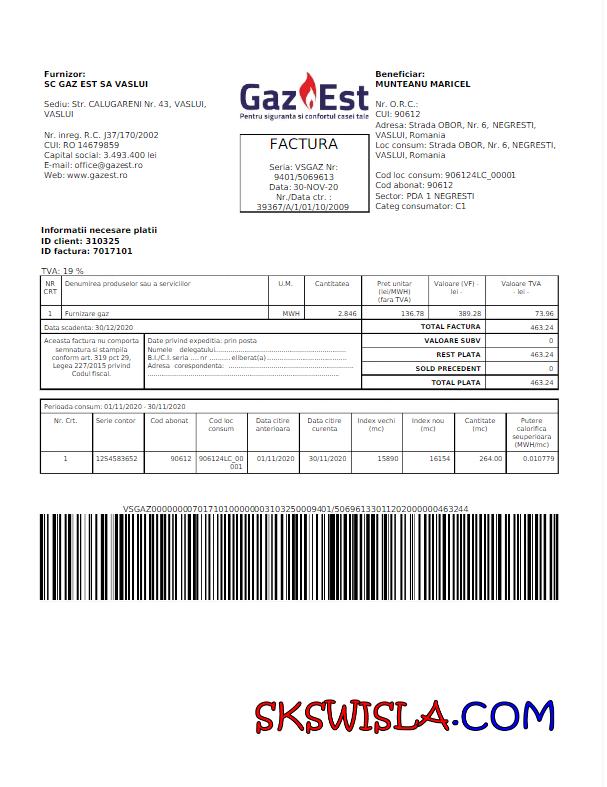 Furnizor:
SC GAZ EST SA VASLUI
Sediu: Str. CALUGARENI Nr. 43, VASLUI,
VASLUI
Nr. inreg. R.C. J37/170/2002
CUI: RO 14679859
Capital social: 3.493.400 lei
E-mail: office@gazest.ro
Web: www.gazest.ro
Gaz Est
Pentru siguranta si confortul casei tale
FACTURA
Seria: VSGAZ Nr:
9401/5069613
Data: 30-NOV-20
Nr./Data ctr. :
39367/A/1/01/10/2009
Beneficiar:
MUNTEANU MARICEL
Nr. O.R.C.:
CUI: 90612
Adresa: Strada OBOR, Nr. 6, NEGRESTI,
VASLUI, Romania
Loc consum: Strada OBOR, Nr. 6, NEGRESTI,
VASLUI, Romania
Cod loc consum: 906124LC_00001
Cod abonat: 90612
Sector: PDA 1 NEGRESTI
Categ consumator: C1
Informatii necesare platii
ID client: 310325
ID factura: 7017101
TVA: 19 %
NR CRT Denumirea produselor sau a serviciilor U.M. Cantitatea Pret unitar (lei/MWH) (fara TVA) Valoare (VF) - lei - Valoare TVA - lei -
1 Furnizare gaz MWH 2.846 136.78 389.28 73.96
Data scadenta: 30/12/2020 TOTAL FACTURA 463.24
Aceasta factura nu comporta
semnatura si stampila
conform art. 319 pct 29,
Legea 227/2015 privind
Codul fiscal.
Date privind expeditia: prin posta
Numele delegatului...............................................
B.I./C.I. seria .... nr .......... eliberat(a)...............................
Adresa corespondenta: .............................................
....................................................................
VALOARE SUBV 0
REST PLATA 463.24
SOLD PRECEDENT 0
TOTAL PLATA 463.24
Perioada consum: 01/11/2020 - 30/11/2020
Nr. Crt. Serie contor Cod abonat Cod loc consum Data citire anterioara Data citire curenta Index vechi (mc) Index nou (mc) Cantitate (mc) Putere calorifica seuperioara (MWH/mc)
1 1254583652 90612 906124LC_00001 01/11/2020 30/11/2020 15890 16154 264.00 0.010779
SKSWISLA.COM